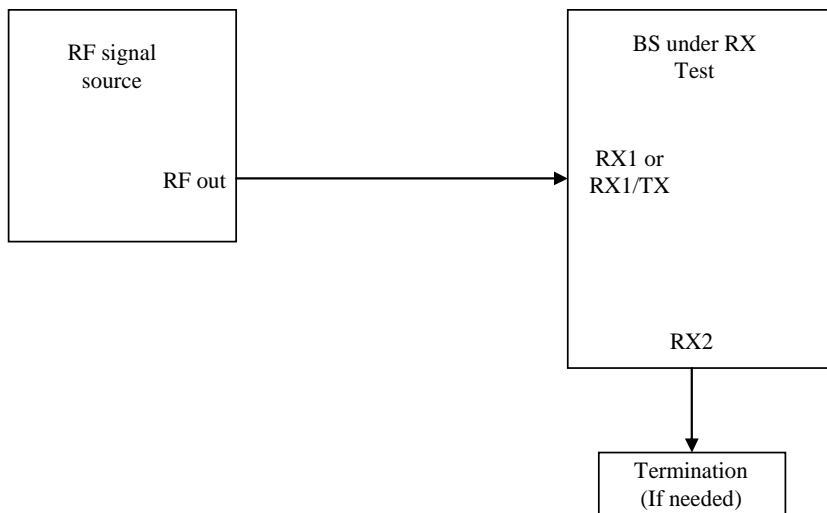 RF signal
source
RF out
BS under RX
Test
RX1 or
RX1/TX
RX2
Termination
(If needed)